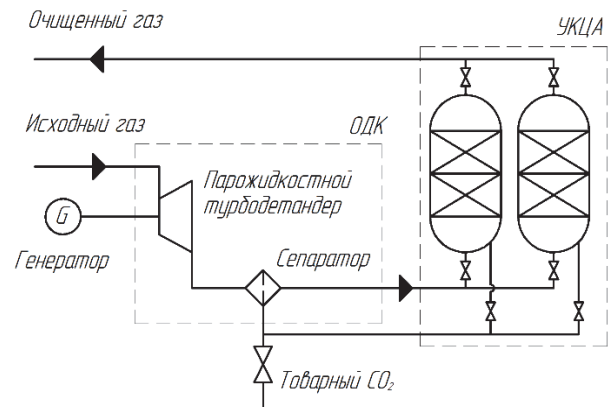 Очищенный газ
УКЦА
Исходный газ
ОДК
Парожидкостной
турбодетандер
G
Генератор
Сепаратор
Товарный CO₂